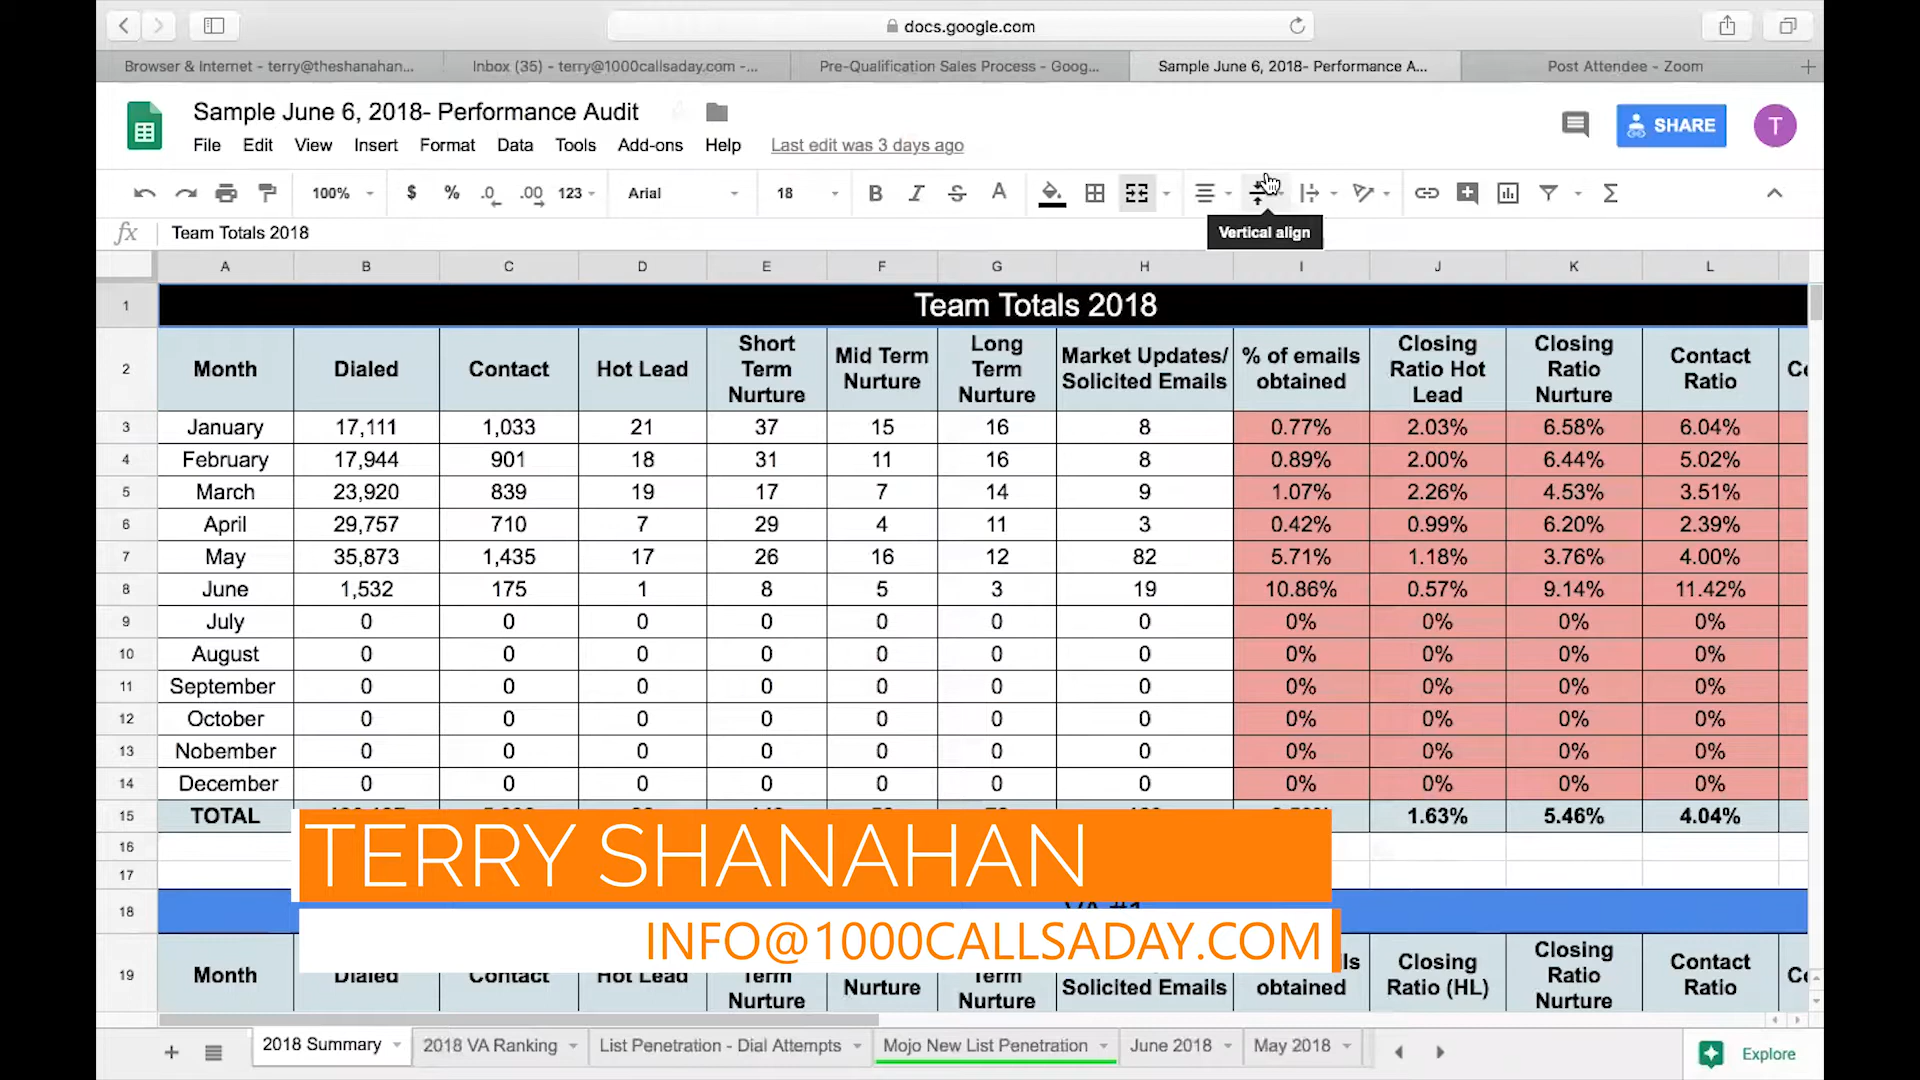 docs.google.com
Browser & Internet - terry@theshanahan...
Inbox (35) - terry@1000callsaday.com -...
Pre-Qualification Sales Process - Goog...
Sample June 6, 2018- Performance A...
Post Attendee - Zoom
Sample June 6, 2018- Performance Audit
File Edit View Insert Format Data Tools Add-ons Help Last edit was 3 days ago
SHARE
T
100% $ % .0 .00 123 Arial 18 B I S A
Vertical align
fx Team Totals 2018
A B C D E F G H I J K L
1 Team Totals 2018
2 Month Dialed Contact Hot Lead Short Term Nurture Mid Term Nurture Long Term Nurture Market Updates/ Solicited Emails % of emails obtained Closing Ratio Hot Lead Closing Ratio Nurture Contact Ratio
3 January 17,111 1,033 21 37 15 16 8 0.77% 2.03% 6.58% 6.04%
4 February 17,944 901 18 31 11 16 8 0.89% 2.00% 6.44% 5.02%
5 March 23,920 839 19 17 7 14 9 1.07% 2.26% 4.53% 3.51%
6 April 29,757 710 7 29 4 11 3 0.42% 0.99% 6.20% 2.39%
7 May 35,873 1,435 17 26 16 12 82 5.71% 1.18% 3.76% 4.00%
8 June 1,532 175 1 8 5 3 19 10.86% 0.57% 9.14% 11.42%
9 July 0 0 0 0 0 0 0 0% 0% 0% 0%
10 August 0 0 0 0 0 0 0 0% 0% 0% 0%
11 September 0 0 0 0 0 0 0 0% 0% 0% 0%
12 October 0 0 0 0 0 0 0 0% 0% 0% 0%
13 Nobember 0 0 0 0 0 0 0 0% 0% 0% 0%
14 December 0 0 0 0 0 0 0 0% 0% 0% 0%
15 TOTAL 1.63% 5.46% 4.04%
16
17
TERRY SHANAHAN
18 VA #1
INFO@1000CALLSADAY.COM
19 Month Dialed Contact Hot Lead Term Nurture Nurture Term Nurture Solicited Emails obtained Closing Ratio (HL) Closing Ratio Nurture Contact Ratio
2018 Summary
2018 VA Ranking
List Penetration - Dial Attempts
Mojo New List Penetration
June 2018
May 2018
Explore